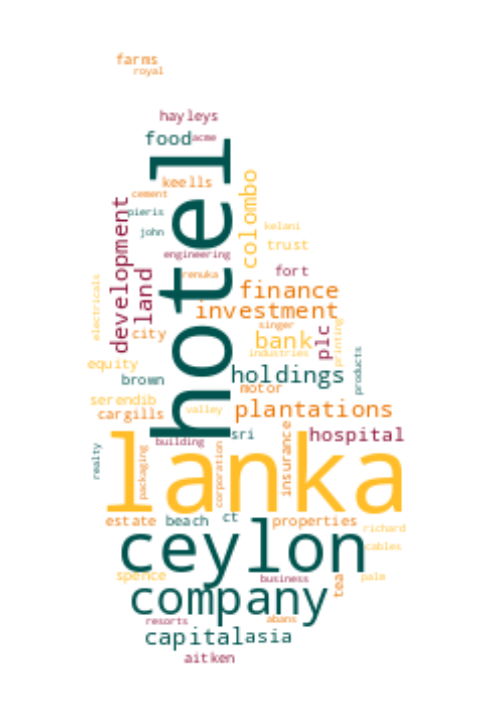 farms
royal
hayleys
food
acme
hotel
keells
cement
colombo
development
pieris
john
kelani
trust
engineering
land
renuka
fort
electricals
finance
investment
city
singer
plc
bank
printing
industries
equity
holdings
products
brown
motor
serendib
cargills
valley
plantations
sri
hospital
building
insurance
lanka
realty
packaging
corporation
estate
beach
ct
properties
richard
ceylon
cables
spence
business
tea
palm
company
resorts
abans
capital
asia
aitken